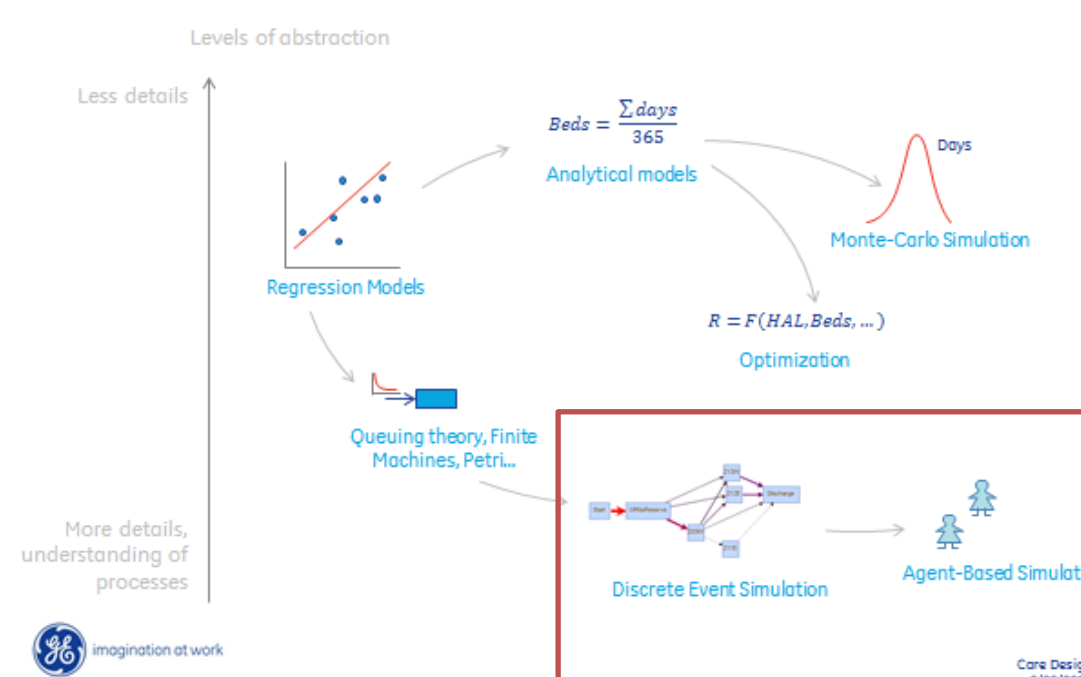 Levels of abstraction
Less details
Beds = ∑days / 365
Analytical models
Days
Monte-Carlo Simulation
Regression Models
R = F(HAL,Beds, ... )
Optimization
Queuing theory, Finite
Machines, Petri...
More details,
understanding of
processes
Start
Discharge
Discrete Event Simulation
Agent-Based Simulat
GE
imagination at work
Care Desig